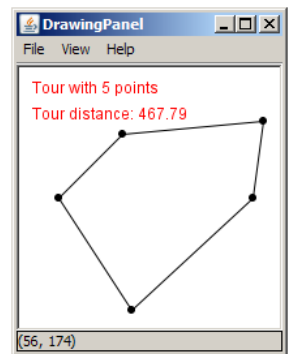 DrawingPanel
File View Help
Tour with 5 points
Tour distance: 467.79
(56, 174)